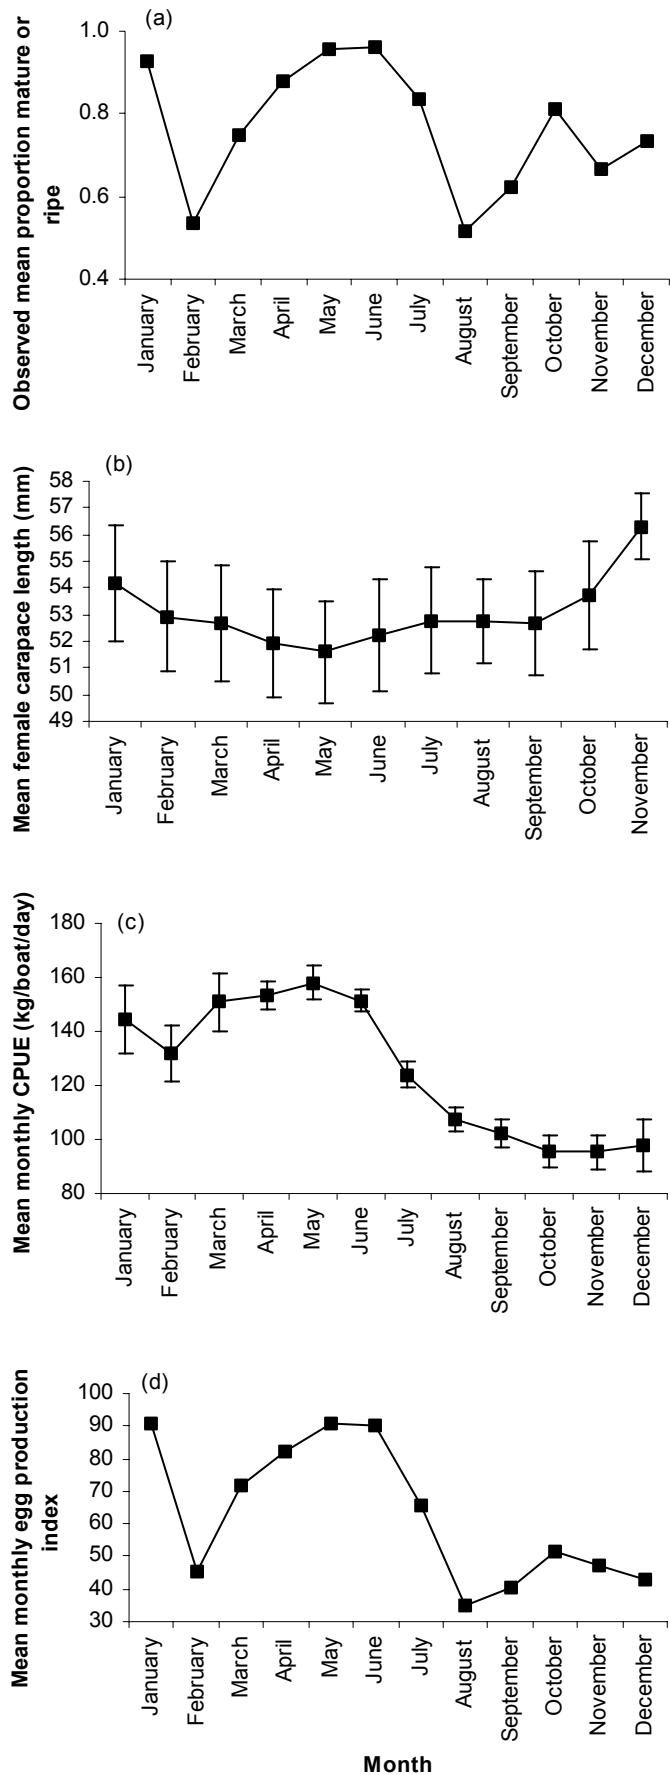 (a)
Observed mean proportion mature or
ripe
1.0
0.8
0.6
0.4
January
February
March
April
May
June
July
August
September
October
November
December
(b)
Mean female carapace length (mm)
58
57
56
55
54
53
52
51
50
49
January
February
March
April
May
June
July
August
September
October
November
(c)
Mean monthly CPUE (kg/boat/day)
180
160
140
120
100
80
January
February
March
April
May
June
July
August
September
October
November
December
(d)
Mean monthly egg production
index
100
90
80
70
60
50
40
30
January
February
March
April
May
June
July
August
September
October
November
December
Month